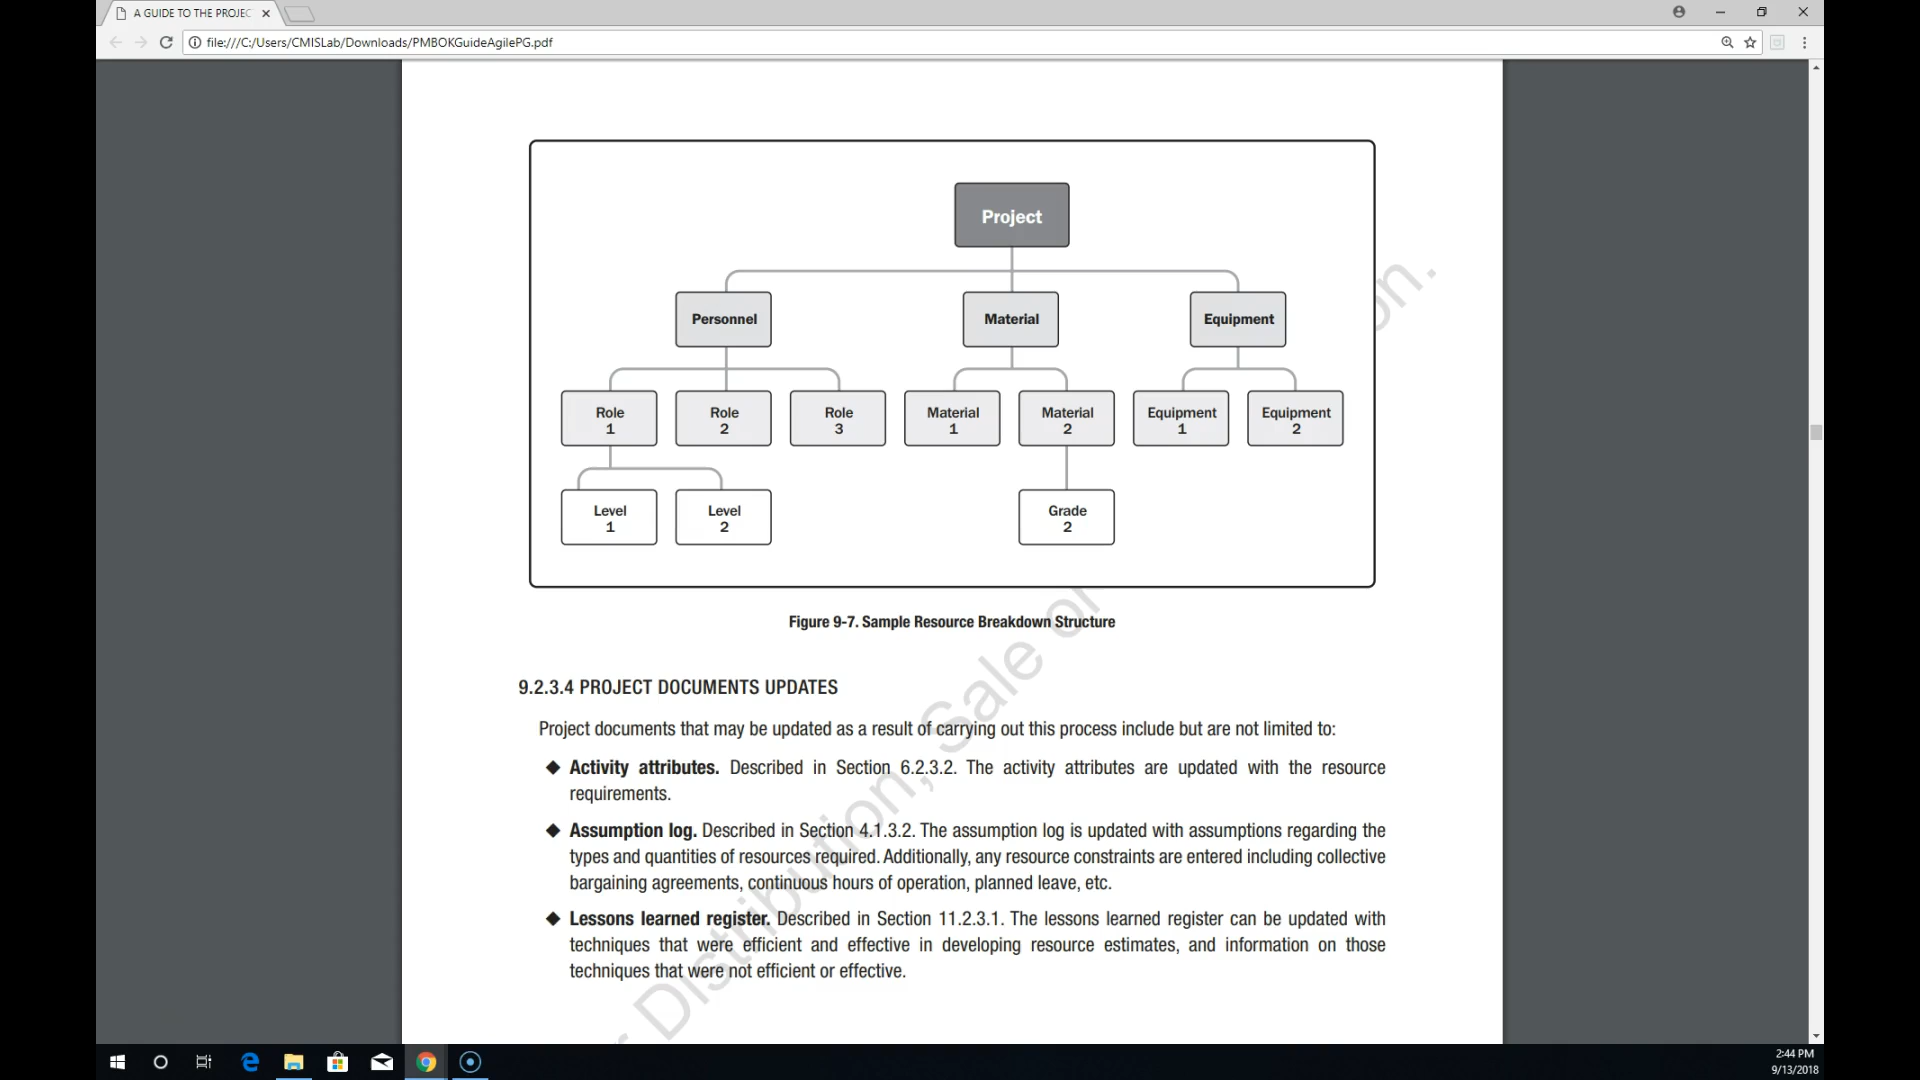 A GUIDE TO THE PROJEC
file:///C:/Users/CMISLab/Downloads/PMBOKGuideAgilePG.pdf
Project
Personnel Material Equipment
Role Role Role Material Material Equipment Equipment
1 2 3 1 2 1 2
Level Level Grade
1 2 2
Figure 9-7. Sample Resource Breakdown Structure
9.2.3.4 PROJECT DOCUMENTS UPDATES
Project documents that may be updated as a result of carrying out this process include but are not limited to:
◆ Activity attributes. Described in Section 6.2.3.2. The activity attributes are updated with the resource
requirements.
◆ Assumption log. Described in Section 4.1.3.2. The assumption log is updated with assumptions regarding the
types and quantities of resources required. Additionally, any resource constraints are entered including collective
bargaining agreements, continuous hours of operation, planned leave, etc.
◆ Lessons learned register. Described in Section 11.2.3.1. The lessons learned register can be updated with
techniques that were efficient and effective in developing resource estimates, and information on those
techniques that were not efficient or effective.
Distribution, Sale or
2:44 PM
9/13/2018